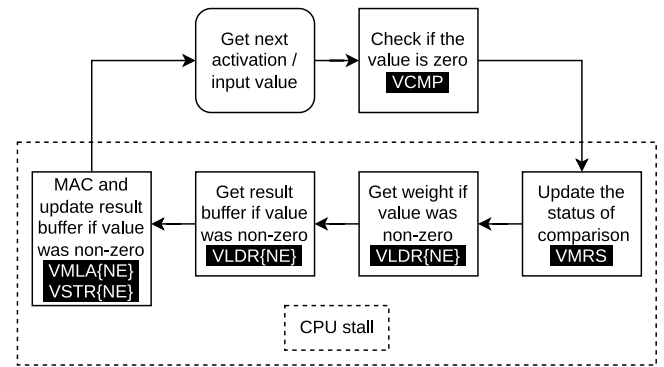 Get next
activation /
input value
Check if the
value is zero
VCMP
MAC and
update result
buffer if value
was non-zero
VMLA{NE}
VSTR{NE}
Get result
buffer if value
was non-zero
VLDR{NE}
Get weight if
value was
non-zero
VLDR{NE}
Update the
status of
comparison
VMRS
CPU stall